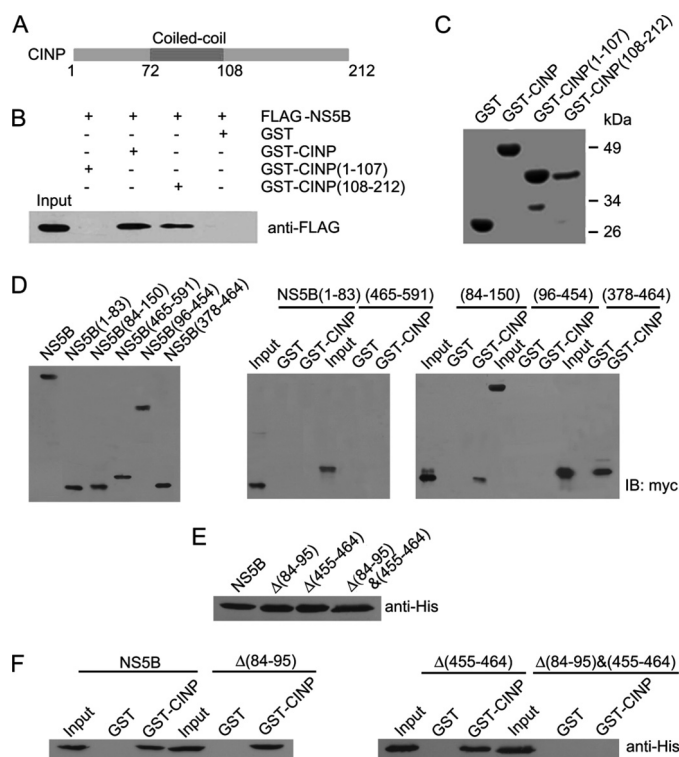 A
Coiled-coil
CINP
1 72 108 212
B
+ + + + FLAG-NS5B
- - - + GST
- + - - GST-CINP
+ - - - GST-CINP(1-107)
- - + - GST-CINP(108-212)
Input
anti-FLAG
C
GST
GST-CINP
GST-CINP(1-107)
GST-CINP(108-212)
kDa
49
34
26
D
NS5B
NS5B(1-83)
NS5B(84-150)
NS5B(465-591)
NS5B(96-454)
NS5B(378-464)
NS5B(1-83) (465-591)
Input GST GST-CINP Input GST GST-CINP
(84-150) (96-454) (378-464)
Input GST GST-CINP Input GST GST-CINP Input GST GST-CINP
IB: myc
E
NS5B
Δ(84-95)
Δ(455-464)
Δ(84-95)
&(455-464)
anti-His
F
NS5B Δ(84-95)
Input GST GST-CINP Input GST GST-CINP
Δ(455-464) Δ(84-95)&(455-464)
Input GST GST-CINP Input GST GST-CINP
anti-His